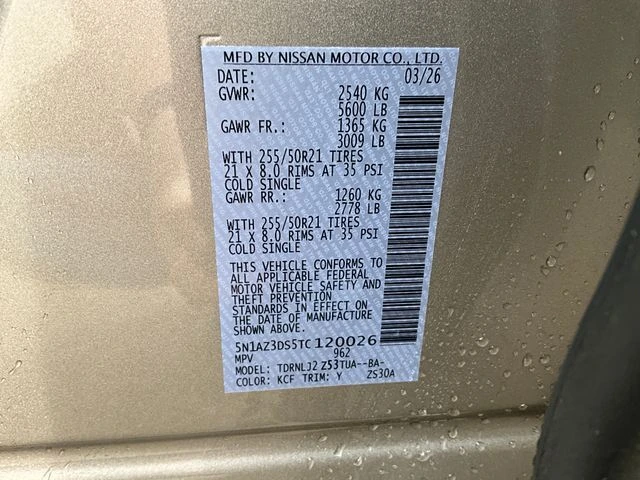 MFD BY NISSAN MOTOR CO., LTD.
DATE: 03/26
GVWR: 2540 KG
5600 LB
GAWR FR.: 1365 KG
3009 LB
WITH 255/50R21 TIRES
21 X 8.0 RIMS AT 35 PSI
COLD SINGLE
GAWR RR.: 1260 KG
2778 LB
WITH 255/50R21 TIRES
21 X 8.0 RIMS AT 35 PSI
COLD SINGLE
THIS VEHICLE CONFORMS TO
ALL APPLICABLE FEDERAL
MOTOR VEHICLE SAFETY AND
THEFT PREVENTION
STANDARDS IN EFFECT ON
THE DATE OF MANUFACTURE
SHOWN ABOVE.
5N1AZ3DS5TC120026
MPV 962
MODEL: TDRNLJ2 Z53TUA--BA-
COLOR: KCF TRIM: Y ZS30A